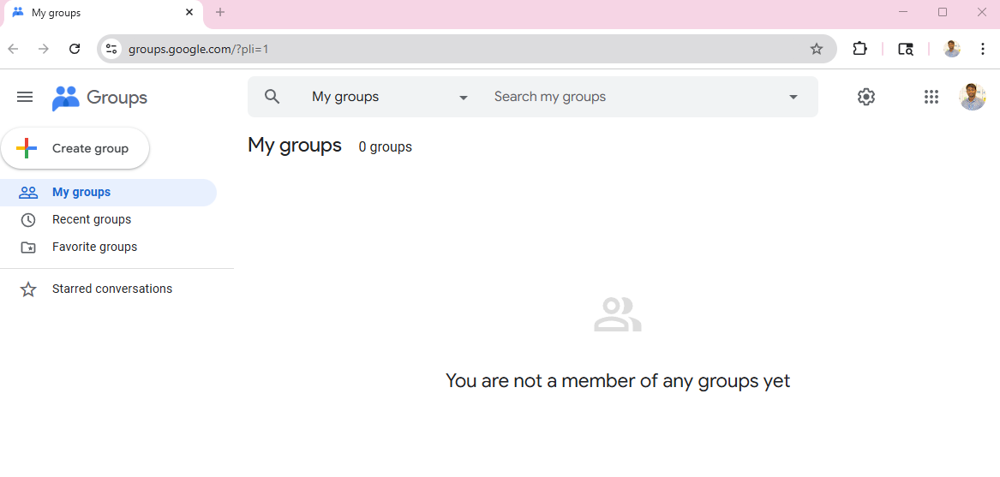 My groups
groups.google.com/?pli=1
Groups
My groups
Search my groups
Create group
My groups 0 groups
My groups
Recent groups
Favorite groups
Starred conversations
You are not a member of any groups yet